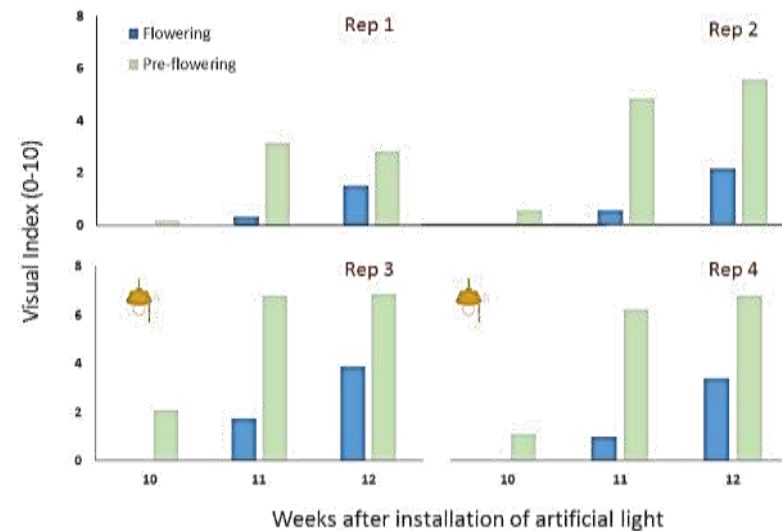 Visual Index (0-10)
8
6
4
2
0
Flowering
Pre-flowering
Rep 1
Rep 2
8
6
4
2
0
Rep 3
Rep 4
10
11
12
10
11
12
Weeks after installation of artificial light